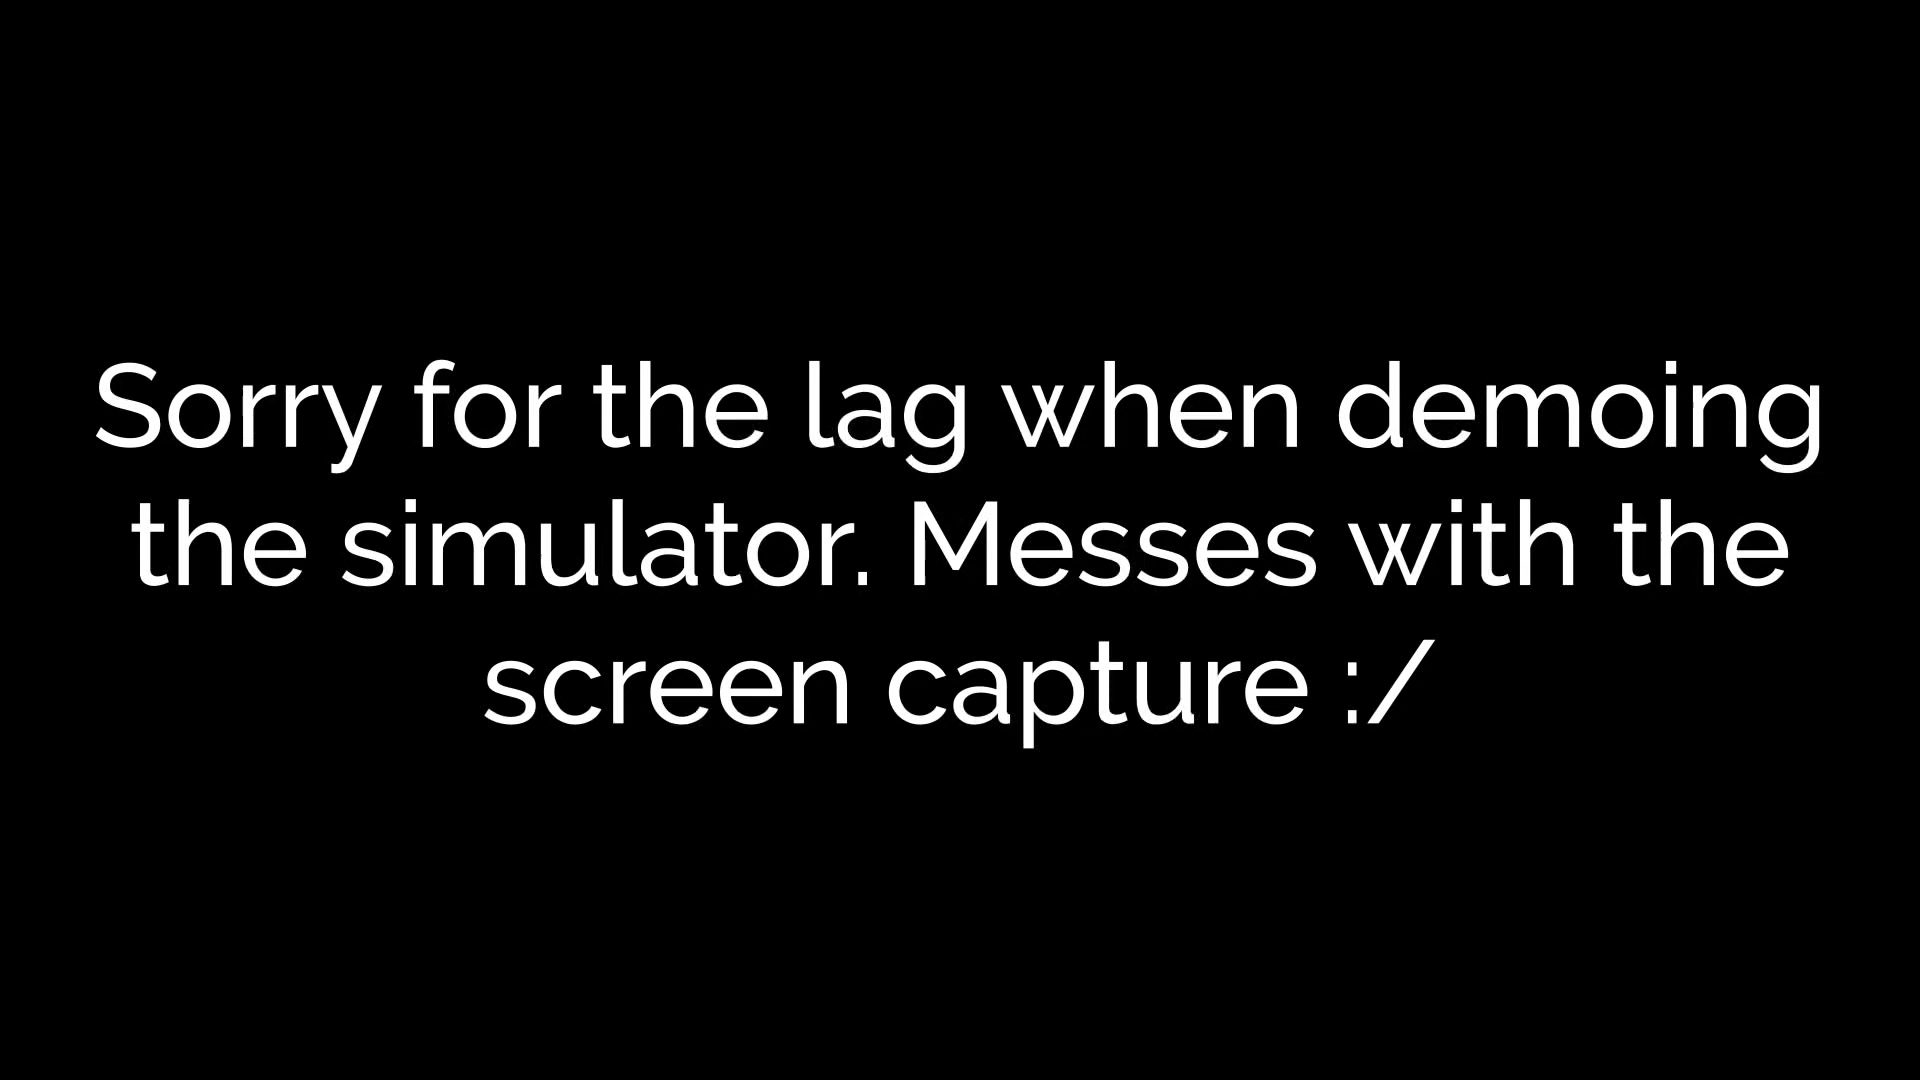 Sorry for the lag when demoing
the simulator. Messes with the
screen capture :/